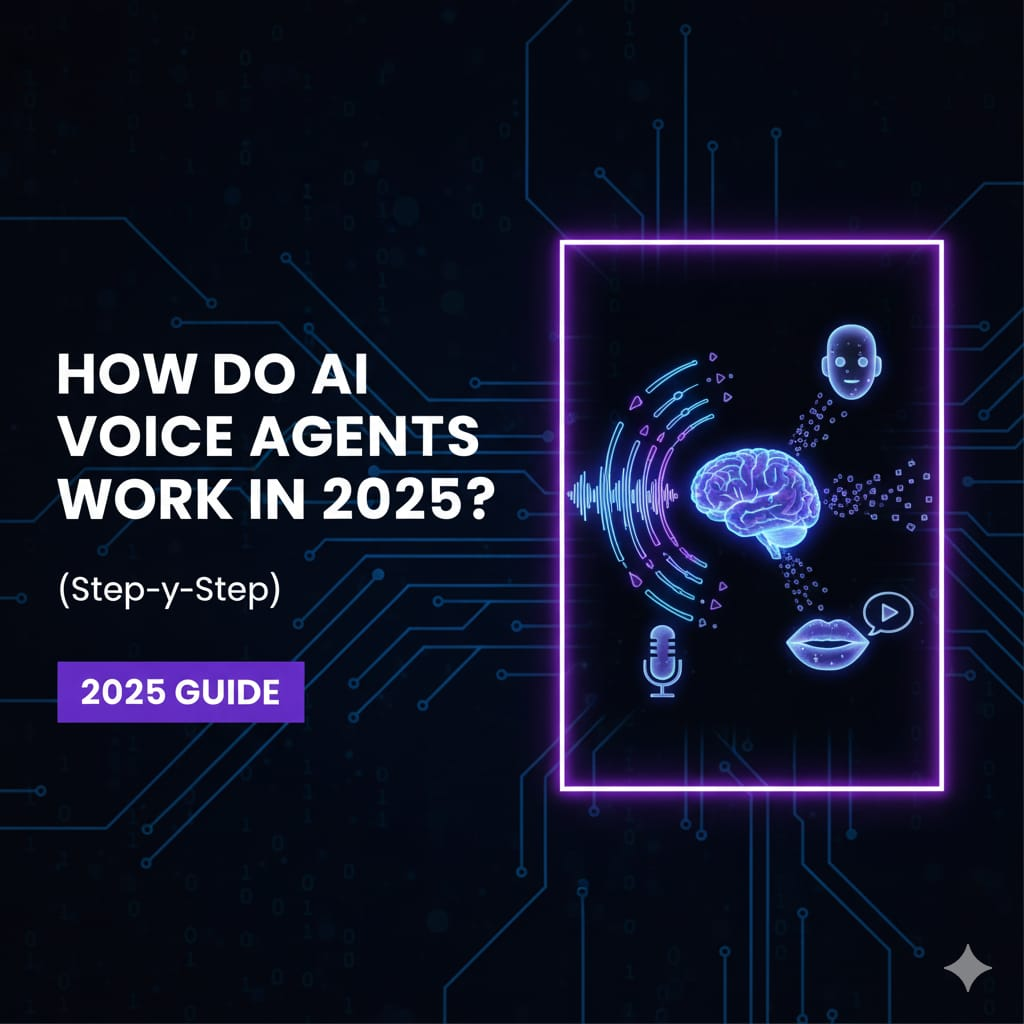 HOW DO AI
VOICE AGENTS
WORK IN 2025?
(Step-y-Step)
2025 GUIDE